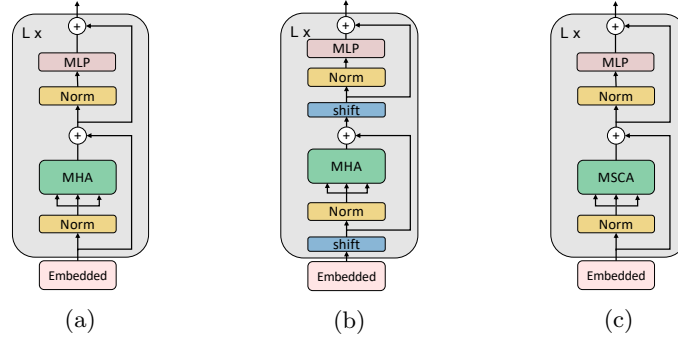 L x
+
MLP
Norm
+
MHA
Norm
Embedded
(a)
L x
+
MLP
Norm
shift
+
MHA
Norm
shift
Embedded
(b)
L x
+
MLP
Norm
+
MSCA
Norm
Embedded
(c)